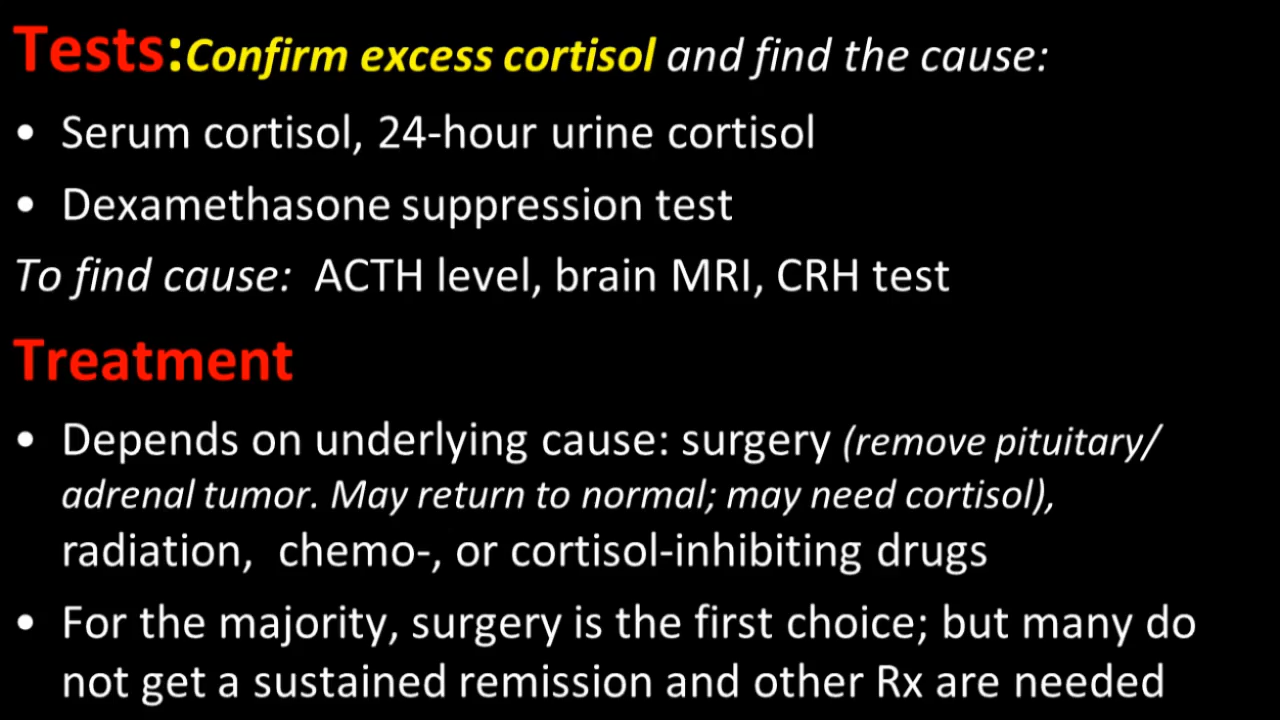 Tests:Confirm excess cortisol and find the cause:
• Serum cortisol, 24-hour urine cortisol
• Dexamethasone suppression test
To find cause: ACTH level, brain MRI, CRH test
Treatment
• Depends on underlying cause: surgery (remove pituitary/
adrenal tumor. May return to normal; may need cortisol),
radiation, chemo-, or cortisol-inhibiting drugs
• For the majority, surgery is the first choice; but many do
not get a sustained remission and other Rx are needed